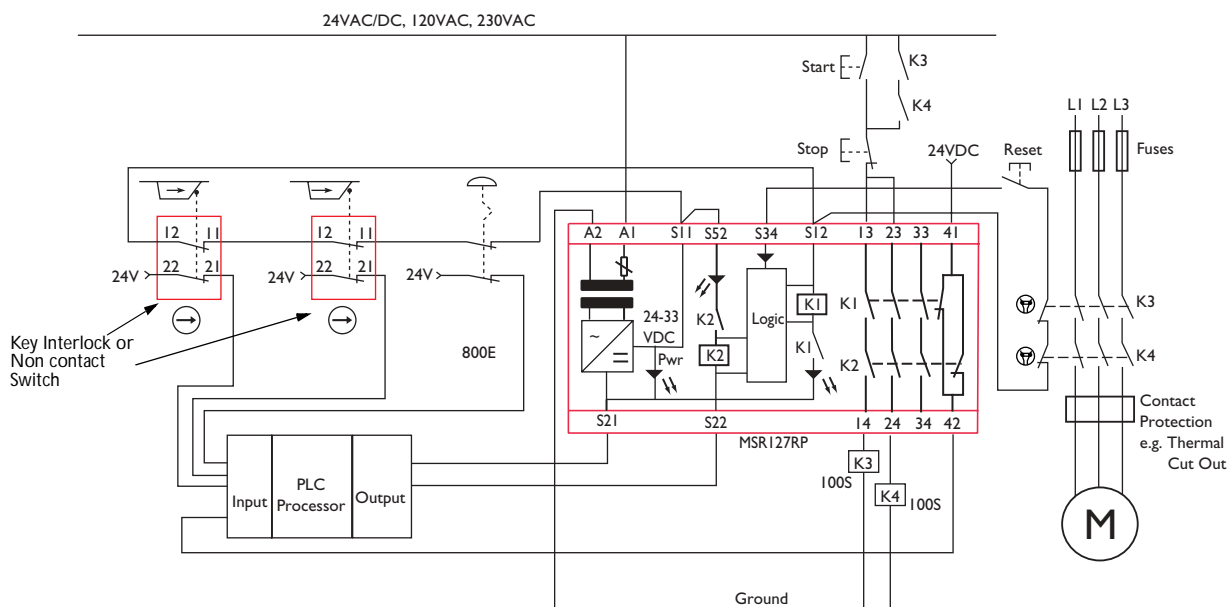 24VAC/DC, 120VAC, 230VAC
Start
K3
K4
Stop
24VDC
Reset
L1 L2 L3
Fuses
12 11
22 21
24V
12 11
22 21
24V
24V
800E
Key Interlock or
Non contact
Switch
A2 A1 S11 S52 S34 S12 13 23 33 41
K1
K2
24-33
VDC
Pwr
K2
K2
Logic
K1
K1
S21 S22 14 24 34 42
MSR127RP
K3
100S
K4
100S
K3
K4
Contact
Protection
e.g. Thermal
Cut Out
M
Input
PLC
Processor
Output
Ground